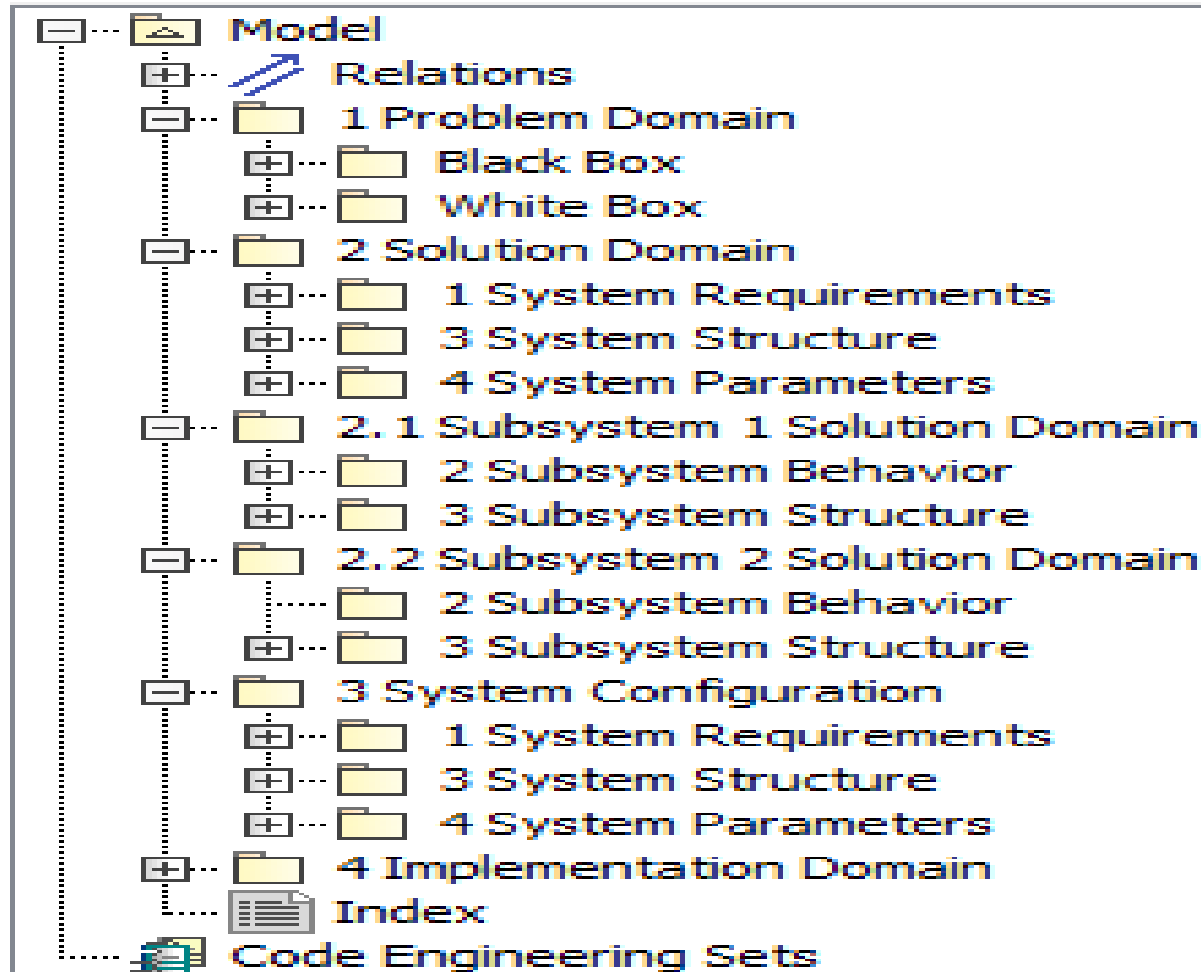 Model
Relations
1 Problem Domain
Black Box
White Box
2 Solution Domain
1 System Requirements
3 System Structure
4 System Parameters
2.1 Subsystem 1 Solution Domain
2 Subsystem Behavior
3 Subsystem Structure
2.2 Subsystem 2 Solution Domain
2 Subsystem Behavior
3 Subsystem Structure
3 System Configuration
1 System Requirements
3 System Structure
4 System Parameters
4 Implementation Domain
Index
Code Engineering Sets